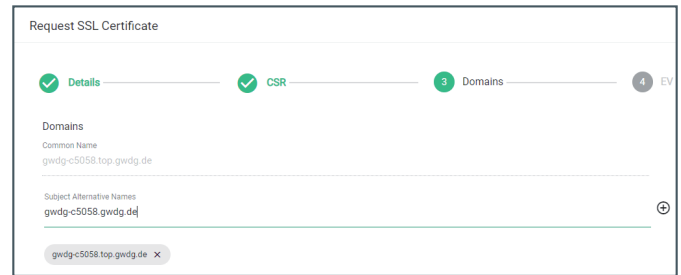 Request SSL Certificate
Details CSR 3 Domains 4 EV
Domains
Common Name
gwdg-c5058.top.gwdg.de
Subject Alternative Names
gwdg-c5058.gwdg.de
gwdg-c5058.top.gwdg.de ×